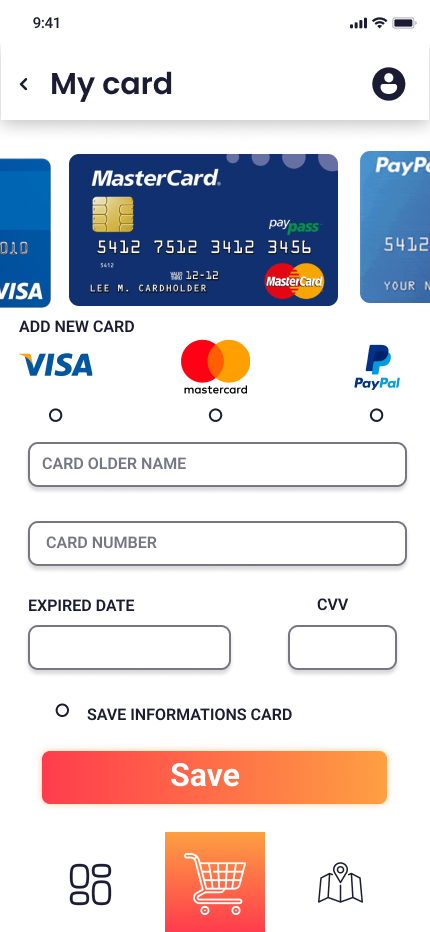 9:41
My card
MasterCard
PayPa
paypass
5412 7512 3412 3456
5412
5412
VALID THRU 12-12
LEE M. CARDHOLDER
MasterCard
VISA
YOUR N
ADD NEW CARD
VISA
mastercard
PayPal
CARD OLDER NAME
CARD NUMBER
EXPIRED DATE
CVV
SAVE INFORMATIONS CARD
Save